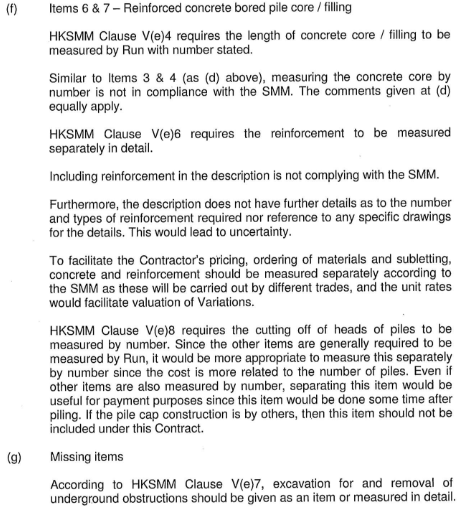 (f) Items 6 & 7 – Reinforced concrete bored pile core / filling
HKSMM Clause V(e)4 requires the length of concrete core / filling to be
measured by Run with number stated.
Similar to Items 3 & 4 (as (d) above), measuring the concrete core by
number is not in compliance with the SMM. The comments given at (d)
equally apply.
HKSMM Clause V(e)6 requires the reinforcement to be measured
separately in detail.
Including reinforcement in the description is not complying with the SMM.
Furthermore, the description does not have further details as to the number
and types of reinforcement required nor reference to any specific drawings
for the details. This would lead to uncertainty.
To facilitate the Contractor's pricing, ordering of materials and subletting,
concrete and reinforcement should be measured separately according to
the SMM as these will be carried out by different trades, and the unit rates
would facilitate valuation of Variations.
HKSMM Clause V(e)8 requires the cutting off of heads of piles to be
measured by number. Since the other items are generally required to be
measured by Run, it would be more appropriate to measure this separately
by number since the cost is more related to the number of piles. Even if
other items are also measured by number, separating this item would be
useful for payment purposes since this item would be done some time after
piling. If the pile cap construction is by others, then this item should not be
included under this Contract.
(g) Missing items
According to HKSMM Clause V(e)7, excavation for and removal of
underground obstructions should be given as an item or measured in detail.